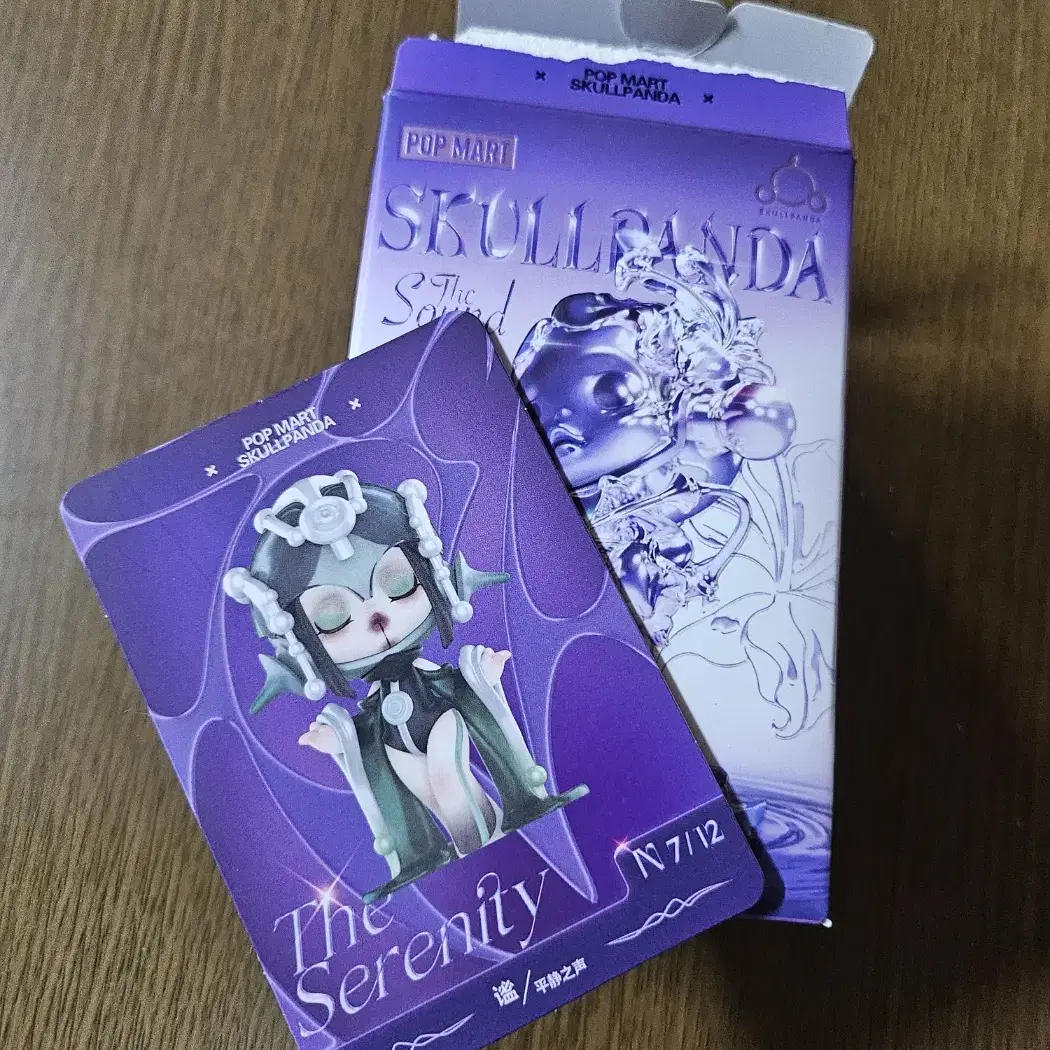 POP MART
SKULLPANDA
POP MART
SKULLPANDA
SKULLPANDA
The
Sound
POP MART
SKULLPANDA
N 7/12
The
Serenity
谧/平静之声